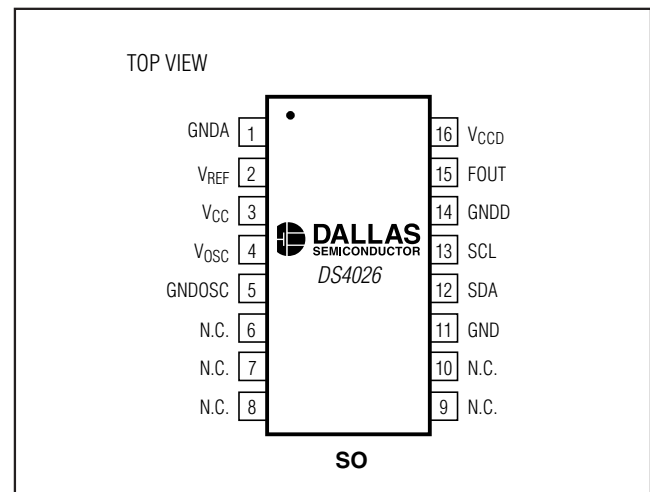 TOP VIEW
GNDA 1
VREF 2
VCC 3
VOSC 4
GNDOSC 5
N.C. 6
N.C. 7
N.C. 8
DALLAS
SEMICONDUCTOR
DS4026
16 VCCD
15 FOUT
14 GNDD
13 SCL
12 SDA
11 GND
10 N.C.
9 N.C.
SO